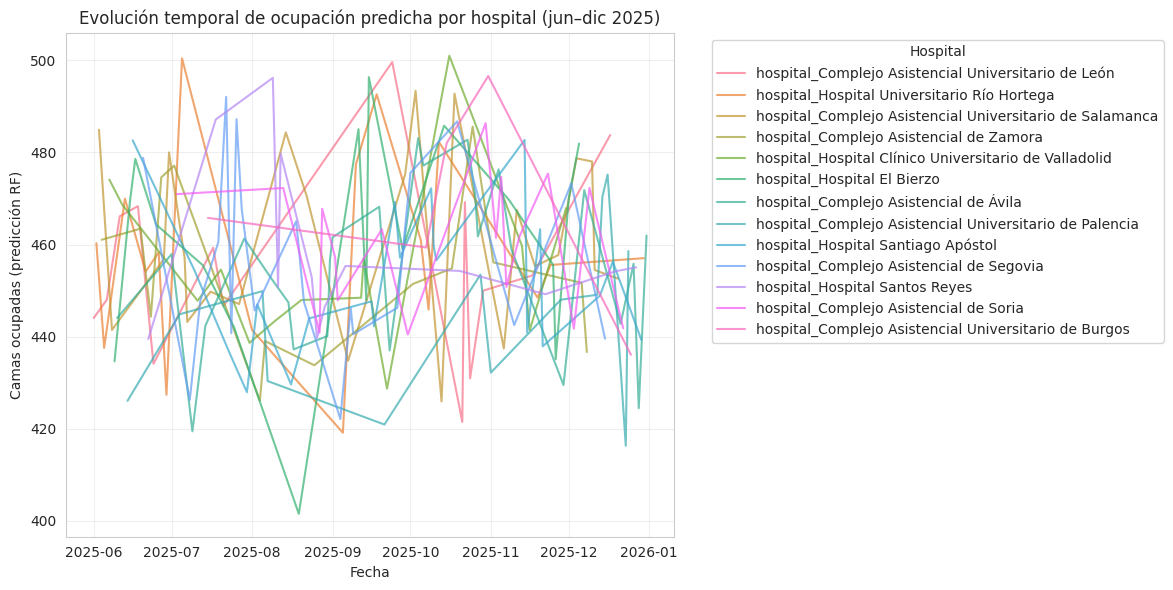 Evolución temporal de ocupación predicha por hospital (jun–dic 2025)
Camas ocupadas (predicción RF)
500
480
460
440
420
400
2025-06 2025-07 2025-08 2025-09 2025-10 2025-11 2025-12 2026-01
Fecha
Hospital
hospital_Complejo Asistencial Universitario de León
hospital_Hospital Universitario Río Hortega
hospital_Complejo Asistencial Universitario de Salamanca
hospital_Complejo Asistencial de Zamora
hospital_Hospital Clínico Universitario de Valladolid
hospital_Hospital El Bierzo
hospital_Complejo Asistencial de Ávila
hospital_Complejo Asistencial Universitario de Palencia
hospital_Hospital Santiago Apóstol
hospital_Complejo Asistencial de Segovia
hospital_Hospital Santos Reyes
hospital_Complejo Asistencial de Soria
hospital_Complejo Asistencial Universitario de Burgos